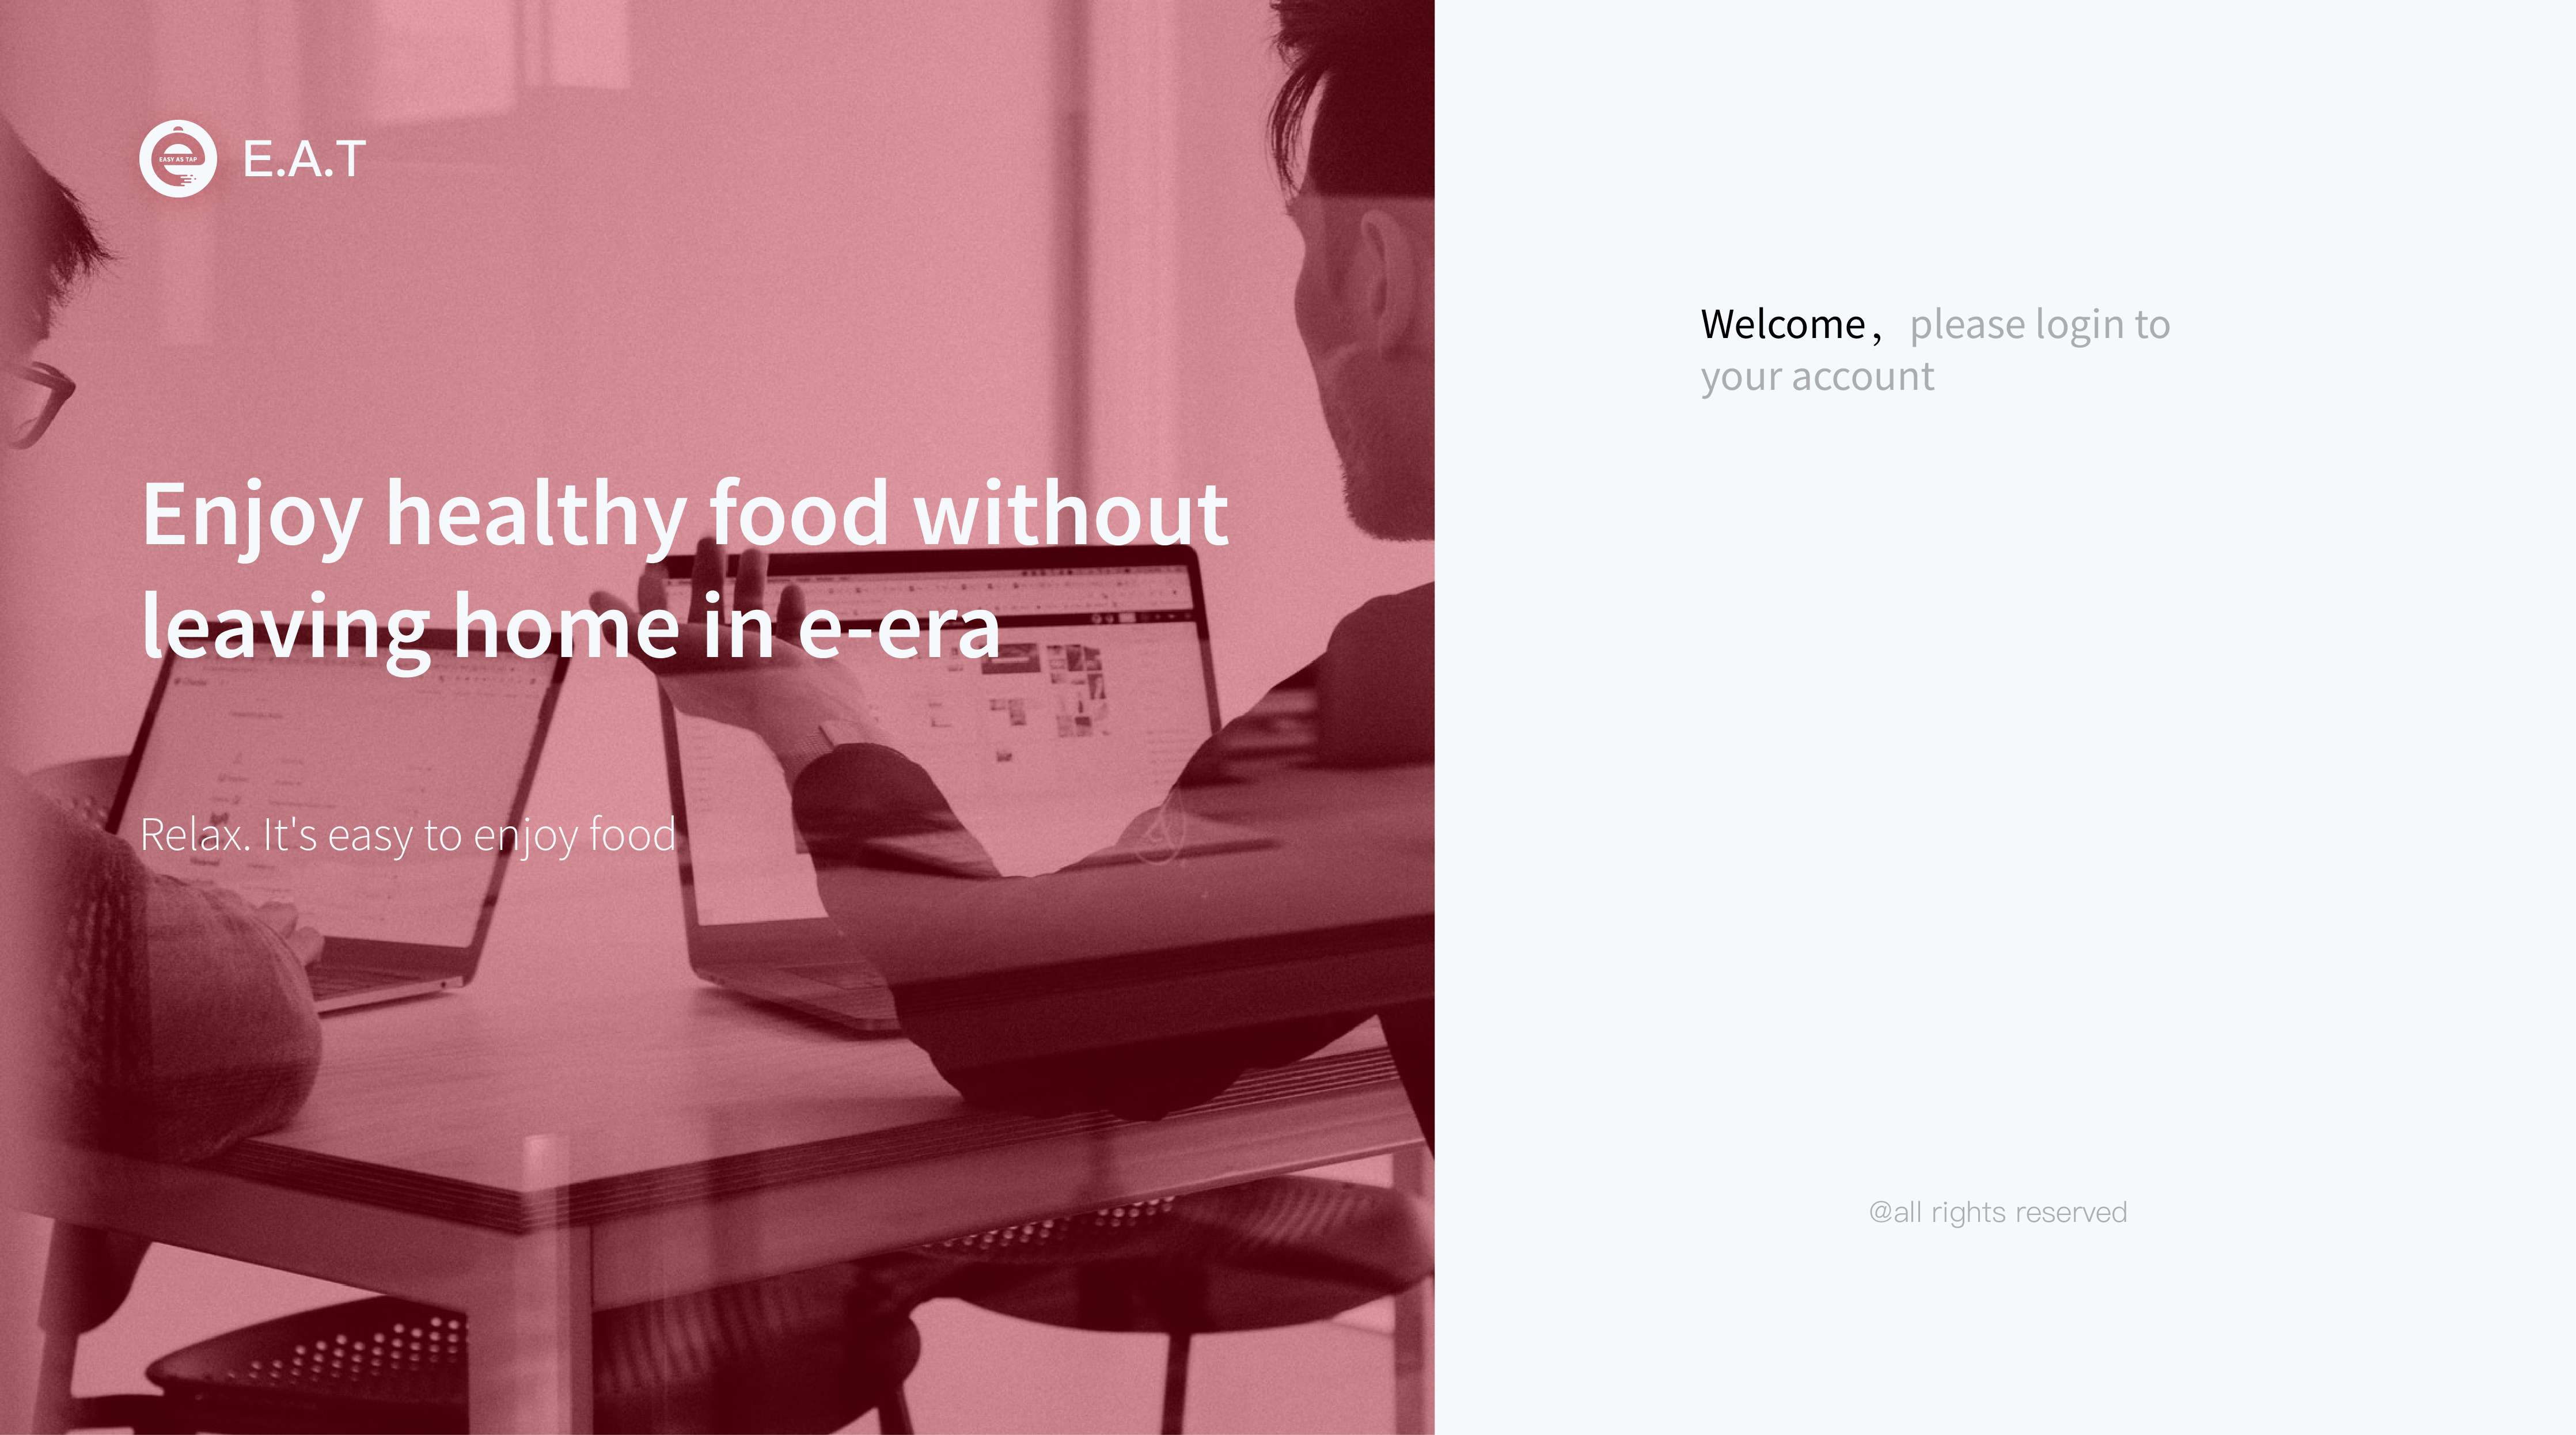 EASY AS TAP
E.A.T
Enjoy healthy food without
leaving home in e-era
Relax. It's easy to enjoy food
Welcome，please login to
your account
@all rights reserved